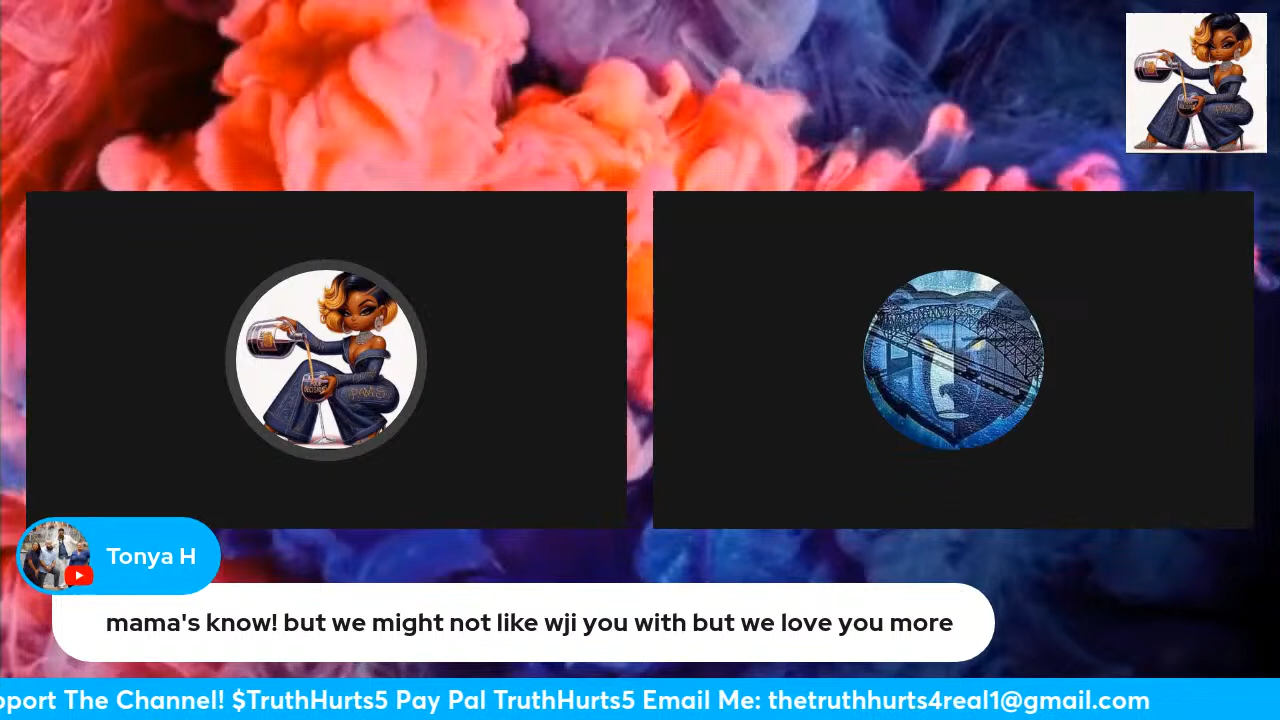 Tonya H
mama's know! but we might not like wji you with but we love you more
pport The Channel! $TruthHurts5 Pay Pal TruthHurts5 Email Me: thetruthhurts4real1@gmail.com